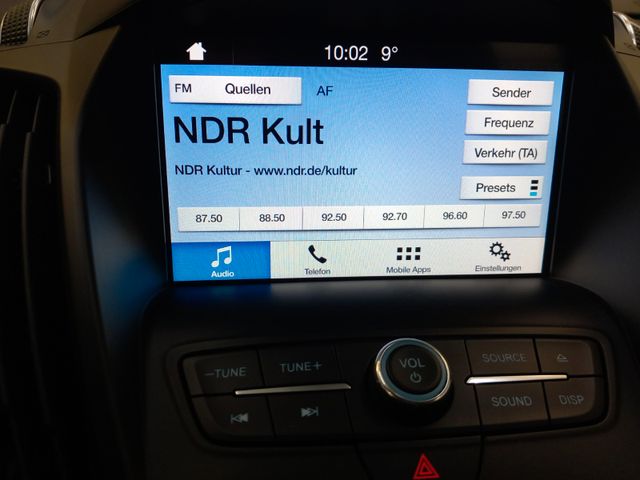 10:02 9°
FM Quellen AF Sender
NDR Kult Frequenz
Verkehr (TA)
NDR Kultur - www.ndr.de/kultur
Presets
87.50 88.50 92.50 92.70 96.60 97.50
Audio Telefon Mobile Apps Einstellungen
-TUNE TUNE+ VOL SOURCE
SOUND DISP